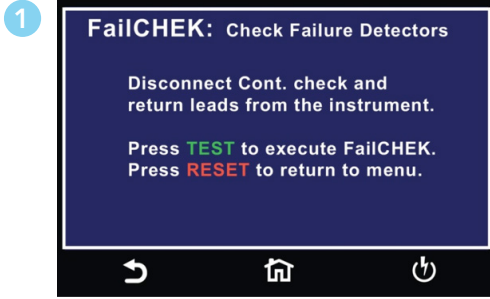 1
FailCHEK: Check Failure Detectors
Disconnect Cont. check and
return leads from the instrument.
Press TEST to execute FailCHEK.
Press RESET to return to menu.